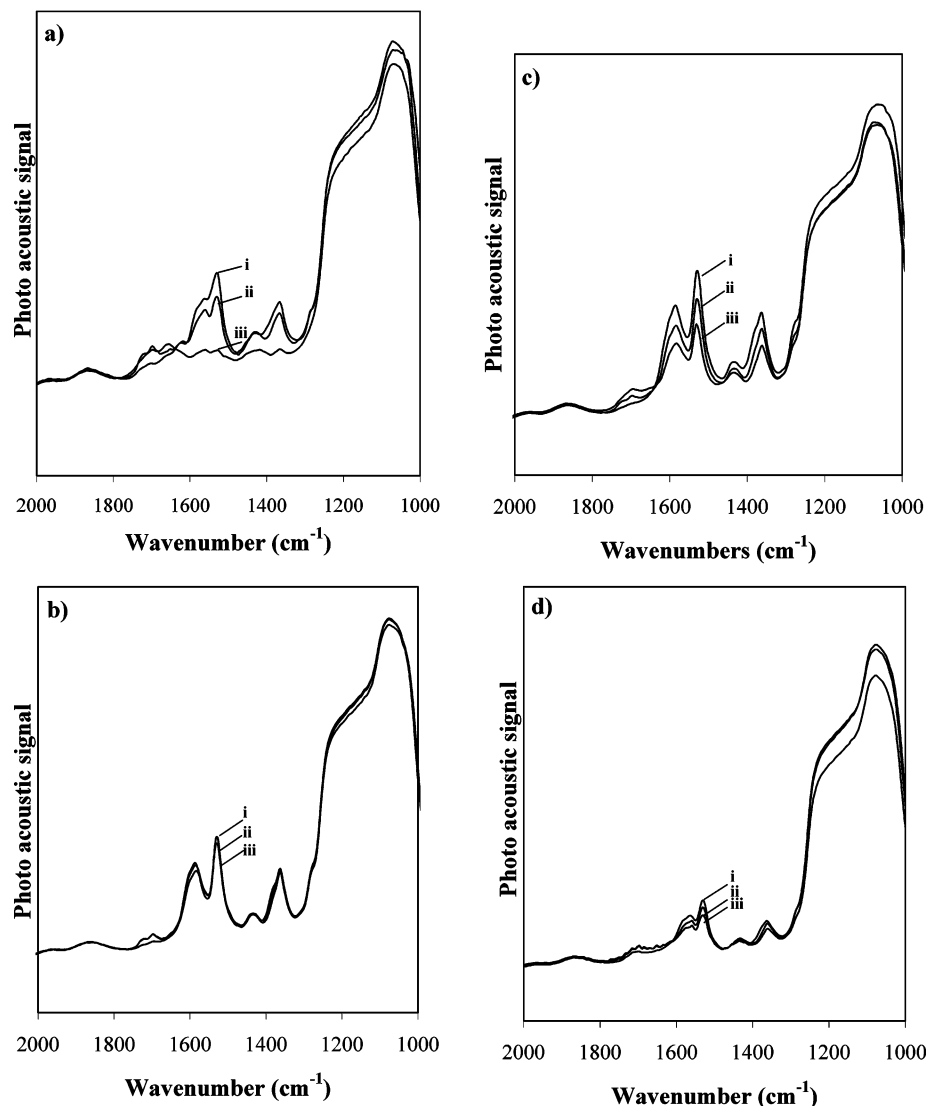 a)
Photo acoustic signal
i
ii
iii
2000 1800 1600 1400 1200 1000
Wavenumber (cm-1)
c)
Photo acoustic signal
i
ii
iii
2000 1800 1600 1400 1200 1000
Wavenumbers (cm-1)
b)
Photo acoustic signal
i
ii
iii
2000 1800 1600 1400 1200 1000
Wavenumber (cm-1)
d)
Photo acoustic signal
i
ii
iii
2000 1800 1600 1400 1200 1000
Wavenumber (cm-1)